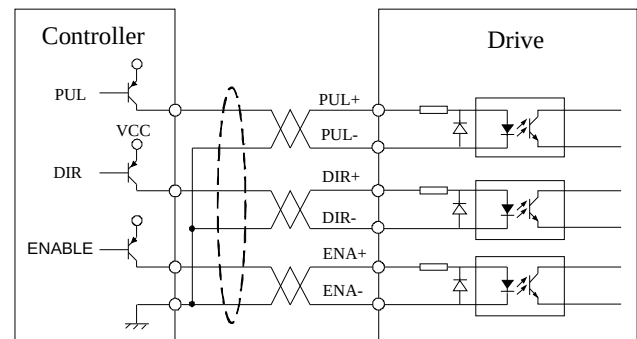 Controller
Drive
PUL
PUL+
VCC
PUL-
DIR
DIR+
DIR-
ENABLE
ENA+
ENA-